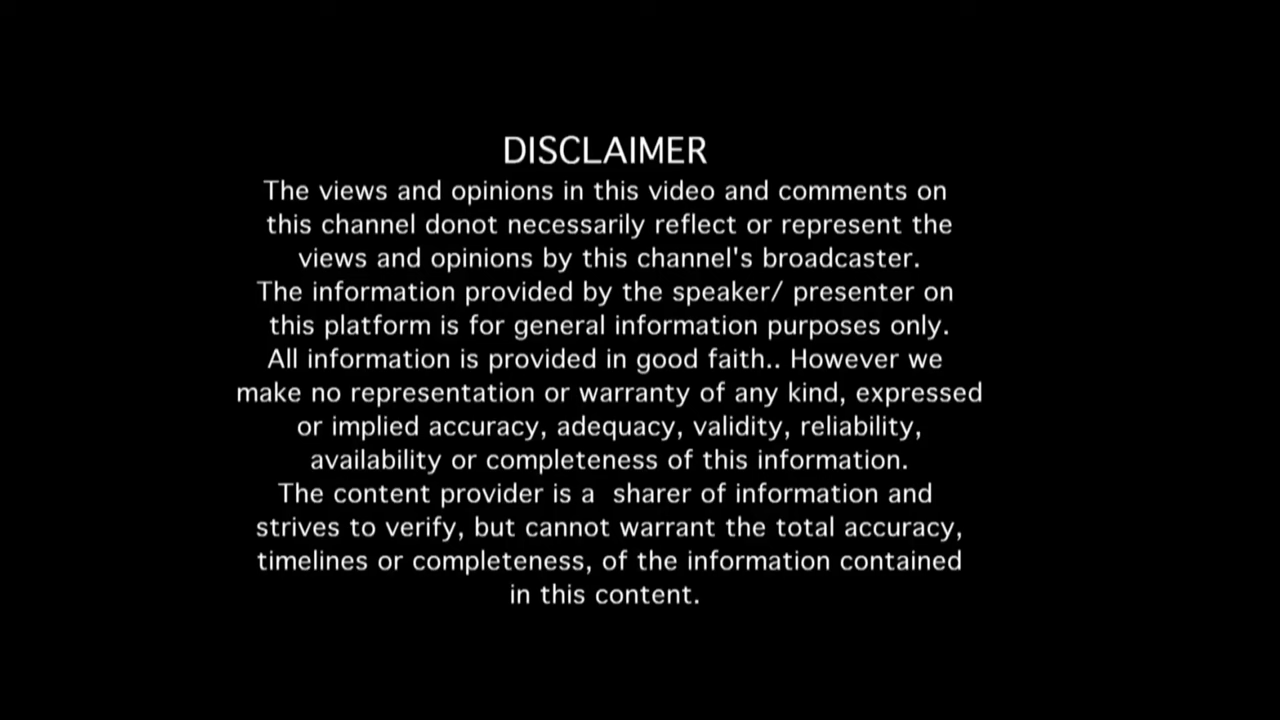 DISCLAIMER
The views and opinions in this video and comments on
this channel donot necessarily reflect or represent the
views and opinions by this channel's broadcaster.
The information provided by the speaker/ presenter on
this platform is for general information purposes only.
All information is provided in good faith.. However we
make no representation or warranty of any kind, expressed
or implied accuracy, adequacy, validity, reliability,
availability or completeness of this information.
The content provider is a  sharer of information and
strives to verify, but cannot warrant the total accuracy,
timelines or completeness, of the information contained
in this content.